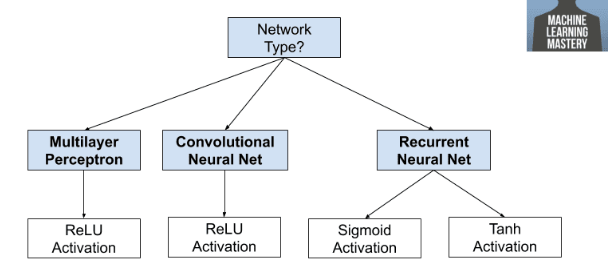 MACHINE
LEARNING
MASTERY
Network
Type?
Multilayer
Perceptron
Convolutional
Neural Net
Recurrent
Neural Net
ReLU
Activation
ReLU
Activation
Sigmoid
Activation
Tanh
Activation